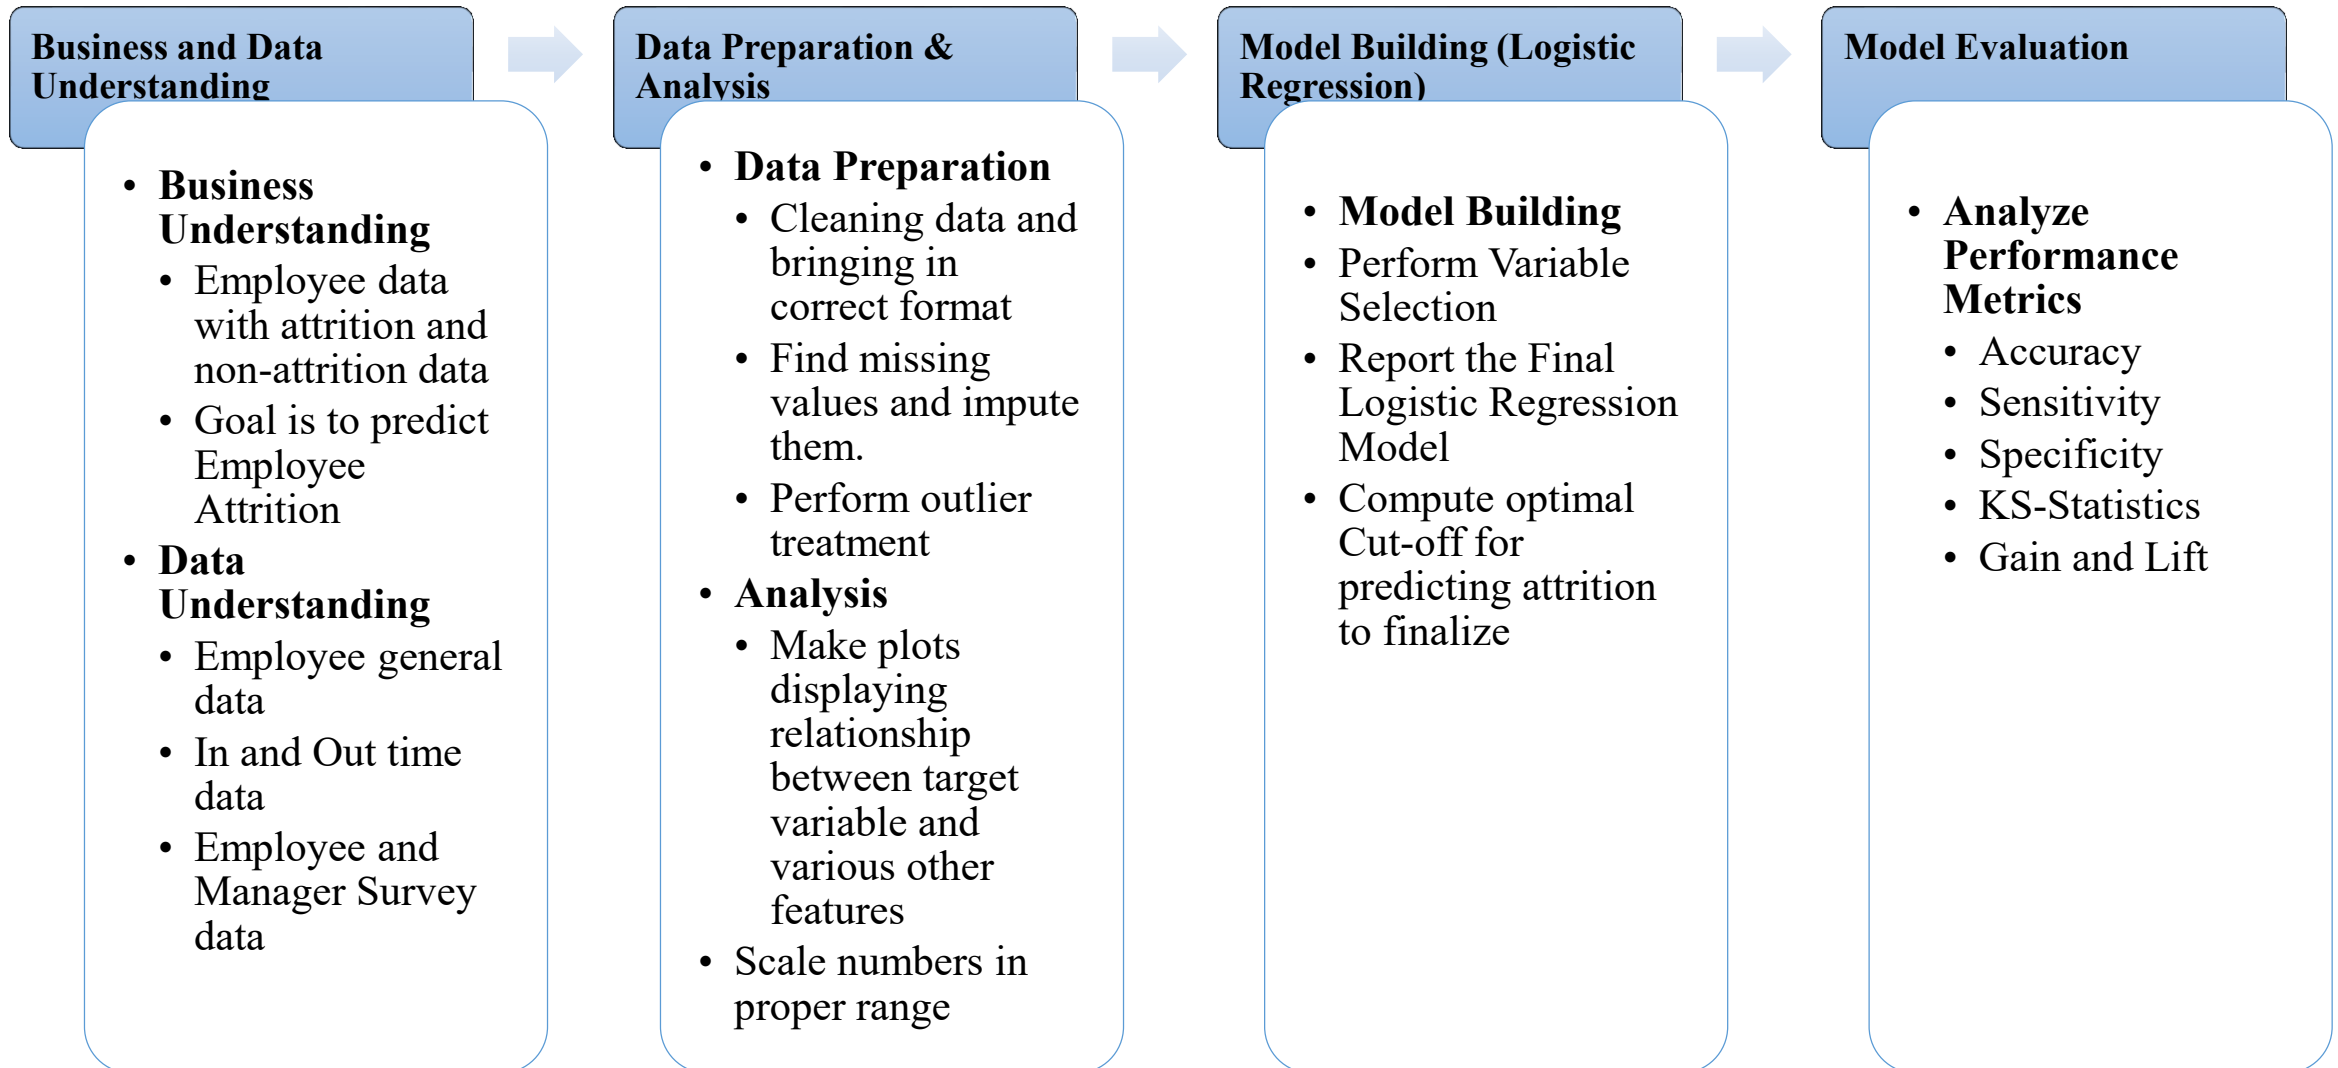 Business and Data
Understanding
• Business
Understanding
• Employee data
with attrition and
non-attrition data
• Goal is to predict
Employee
Attrition
• Data
Understanding
• Employee general
data
• In and Out time
data
• Employee and
Manager Survey
data
Data Preparation &
Analysis
• Data Preparation
• Cleaning data and
bringing in
correct format
• Find missing
values and impute
them.
• Perform outlier
treatment
• Analysis
• Make plots
displaying
relationship
between target
variable and
various other
features
• Scale numbers in
proper range
Model Building (Logistic
Regression)
• Model Building
• Perform Variable
Selection
• Report the Final
Logistic Regression
Model
• Compute optimal
Cut-off for
predicting attrition
to finalize
Model Evaluation
• Analyze
Performance
Metrics
• Accuracy
• Sensitivity
• Specificity
• KS-Statistics
• Gain and Lift